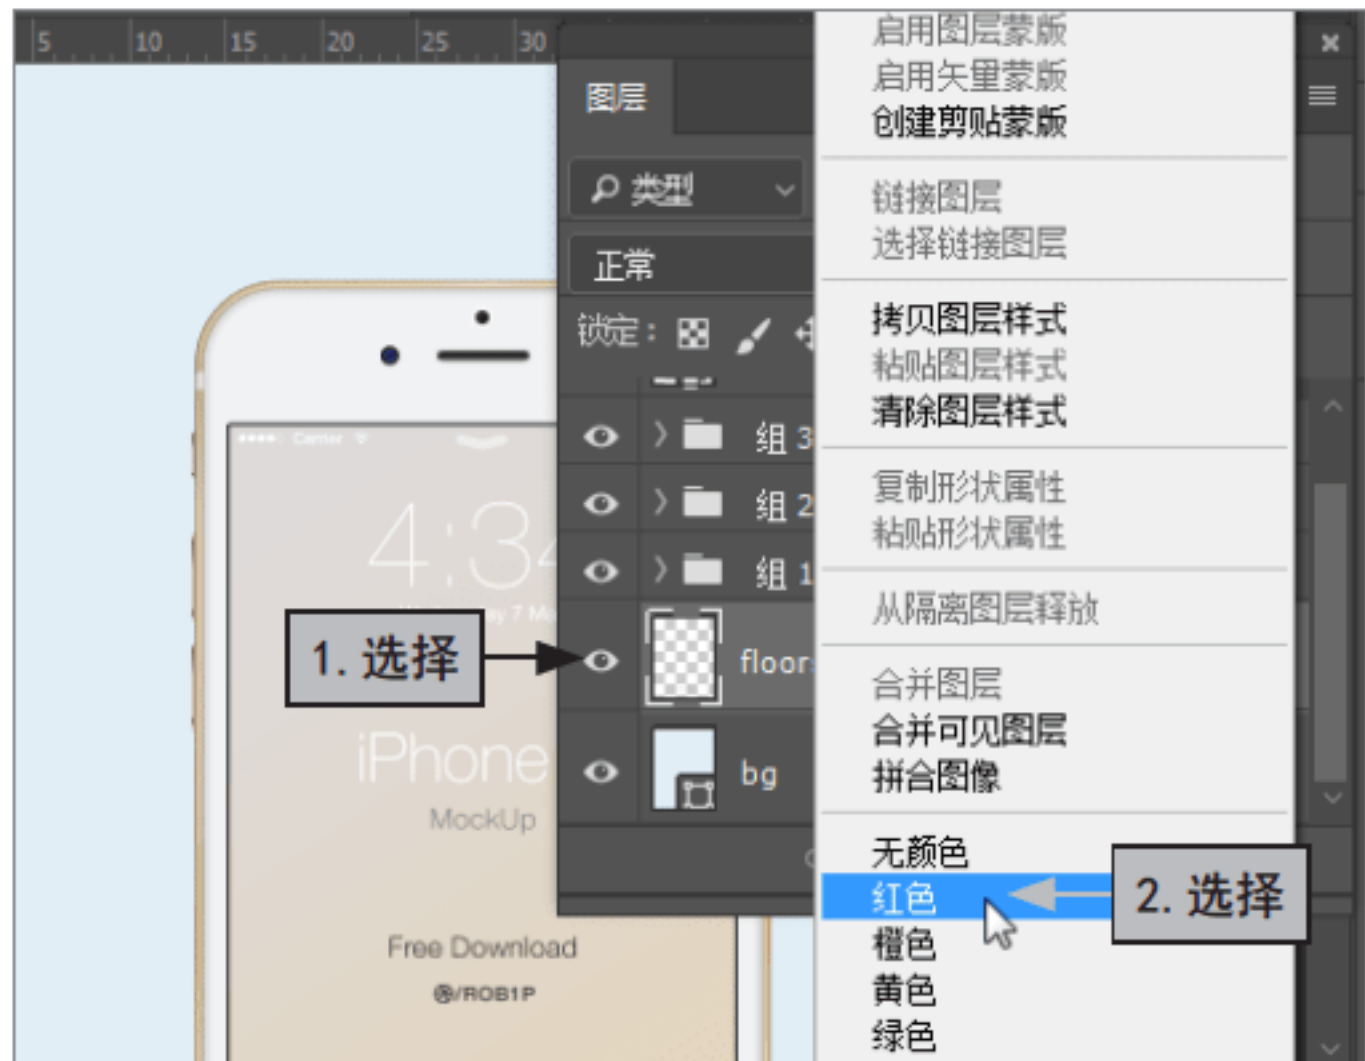 5 10 15 20 25 30
图层
类型
正常
锁定：
组 3
组 2
组 1
floor
bg
启用图层蒙版
启用矢量蒙版
创建剪贴蒙版
链接图层
选择链接图层
拷贝图层样式
粘贴图层样式
清除图层样式
复制形状属性
粘贴形状属性
从隔离图层释放
合并图层
合并可见图层
拼合图像
无颜色
红色
橙色
黄色
绿色
1. 选择
2. 选择
Carrier
4:34
7
iPhone
MockUp
Free Download
@/ROB1P